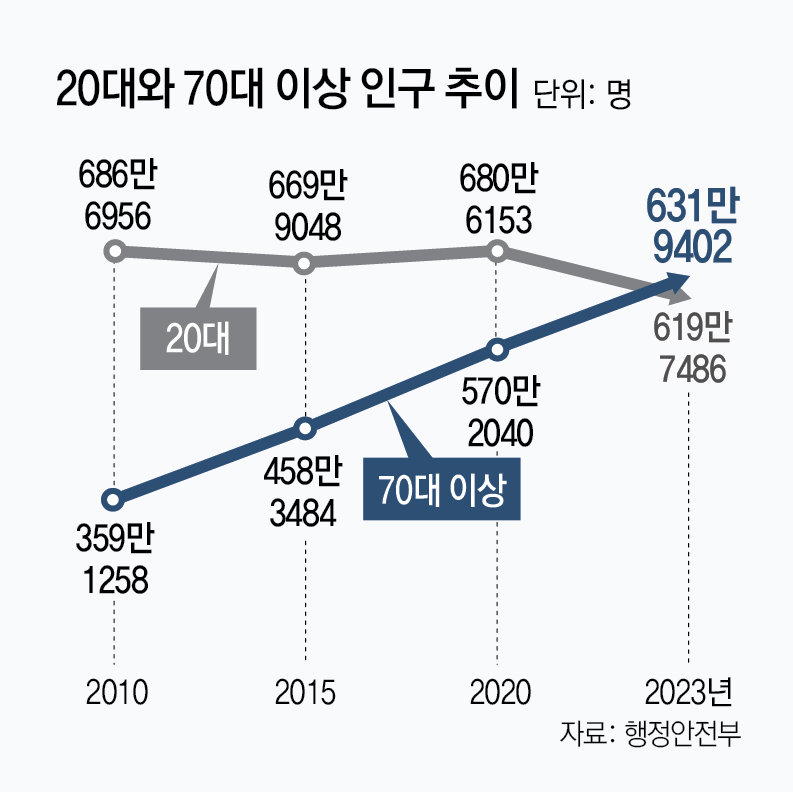 20대와 70대 이상 인구 추이 단위: 명
686만
6956
669만
9048
680만
6153
631만
9402
20대
619만
7486
570만
2040
458만
3484
70대 이상
359만
1258
2010
2015
2020
2023년
자료: 행정안전부